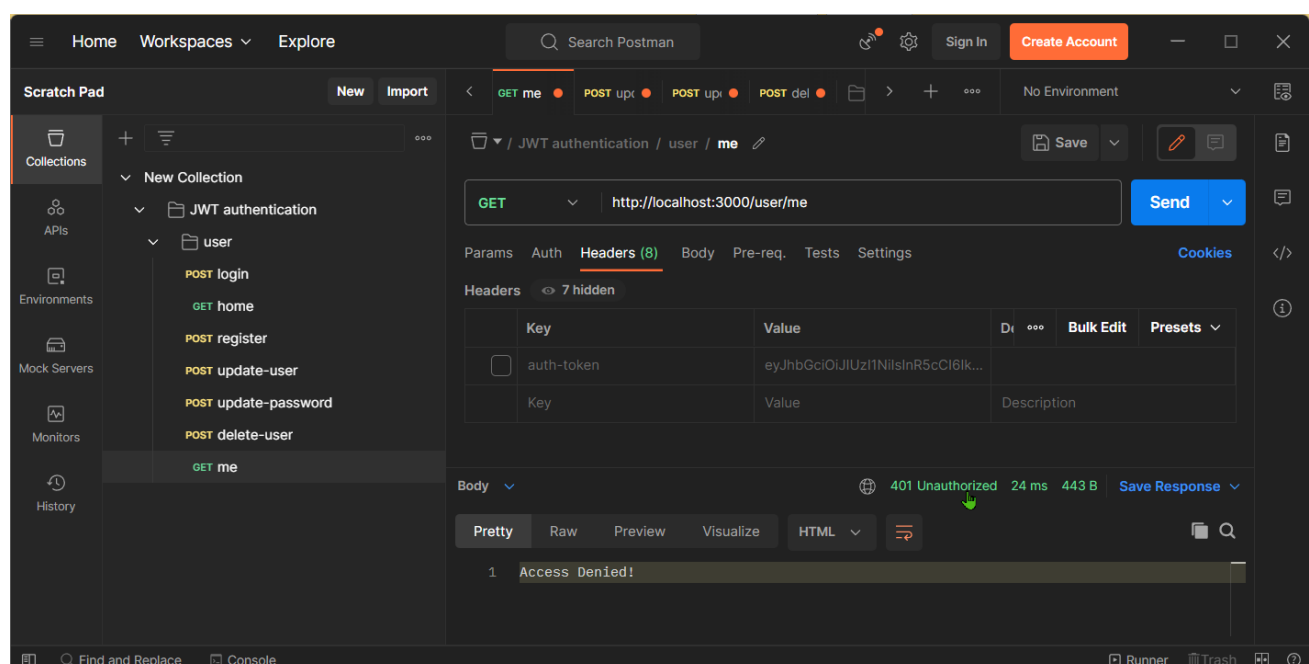 Home Workspaces Explore Search Postman Sign In Create Account
Scratch Pad New Import GET me POST upd POST upd POST del No Environment
Collections
JWT authentication / user / me Save
New Collection
GET http://localhost:3000/user/me Send
APIs
JWT authentication
user
Params Auth Headers (8) Body Pre-req. Tests Settings Cookies
POST login
Environments
Headers 7 hidden
GET home
Key Value Bulk Edit Presets
POST register
Mock Servers
auth-token
POST update-user
Key Value Description
POST update-password
Monitors
POST delete-user
GET me
Body 401 Unauthorized 24 ms 443 B Save Response
History
Pretty Raw Preview Visualize HTML
1 Access Denied!
Find and Replace Console Runner Trash